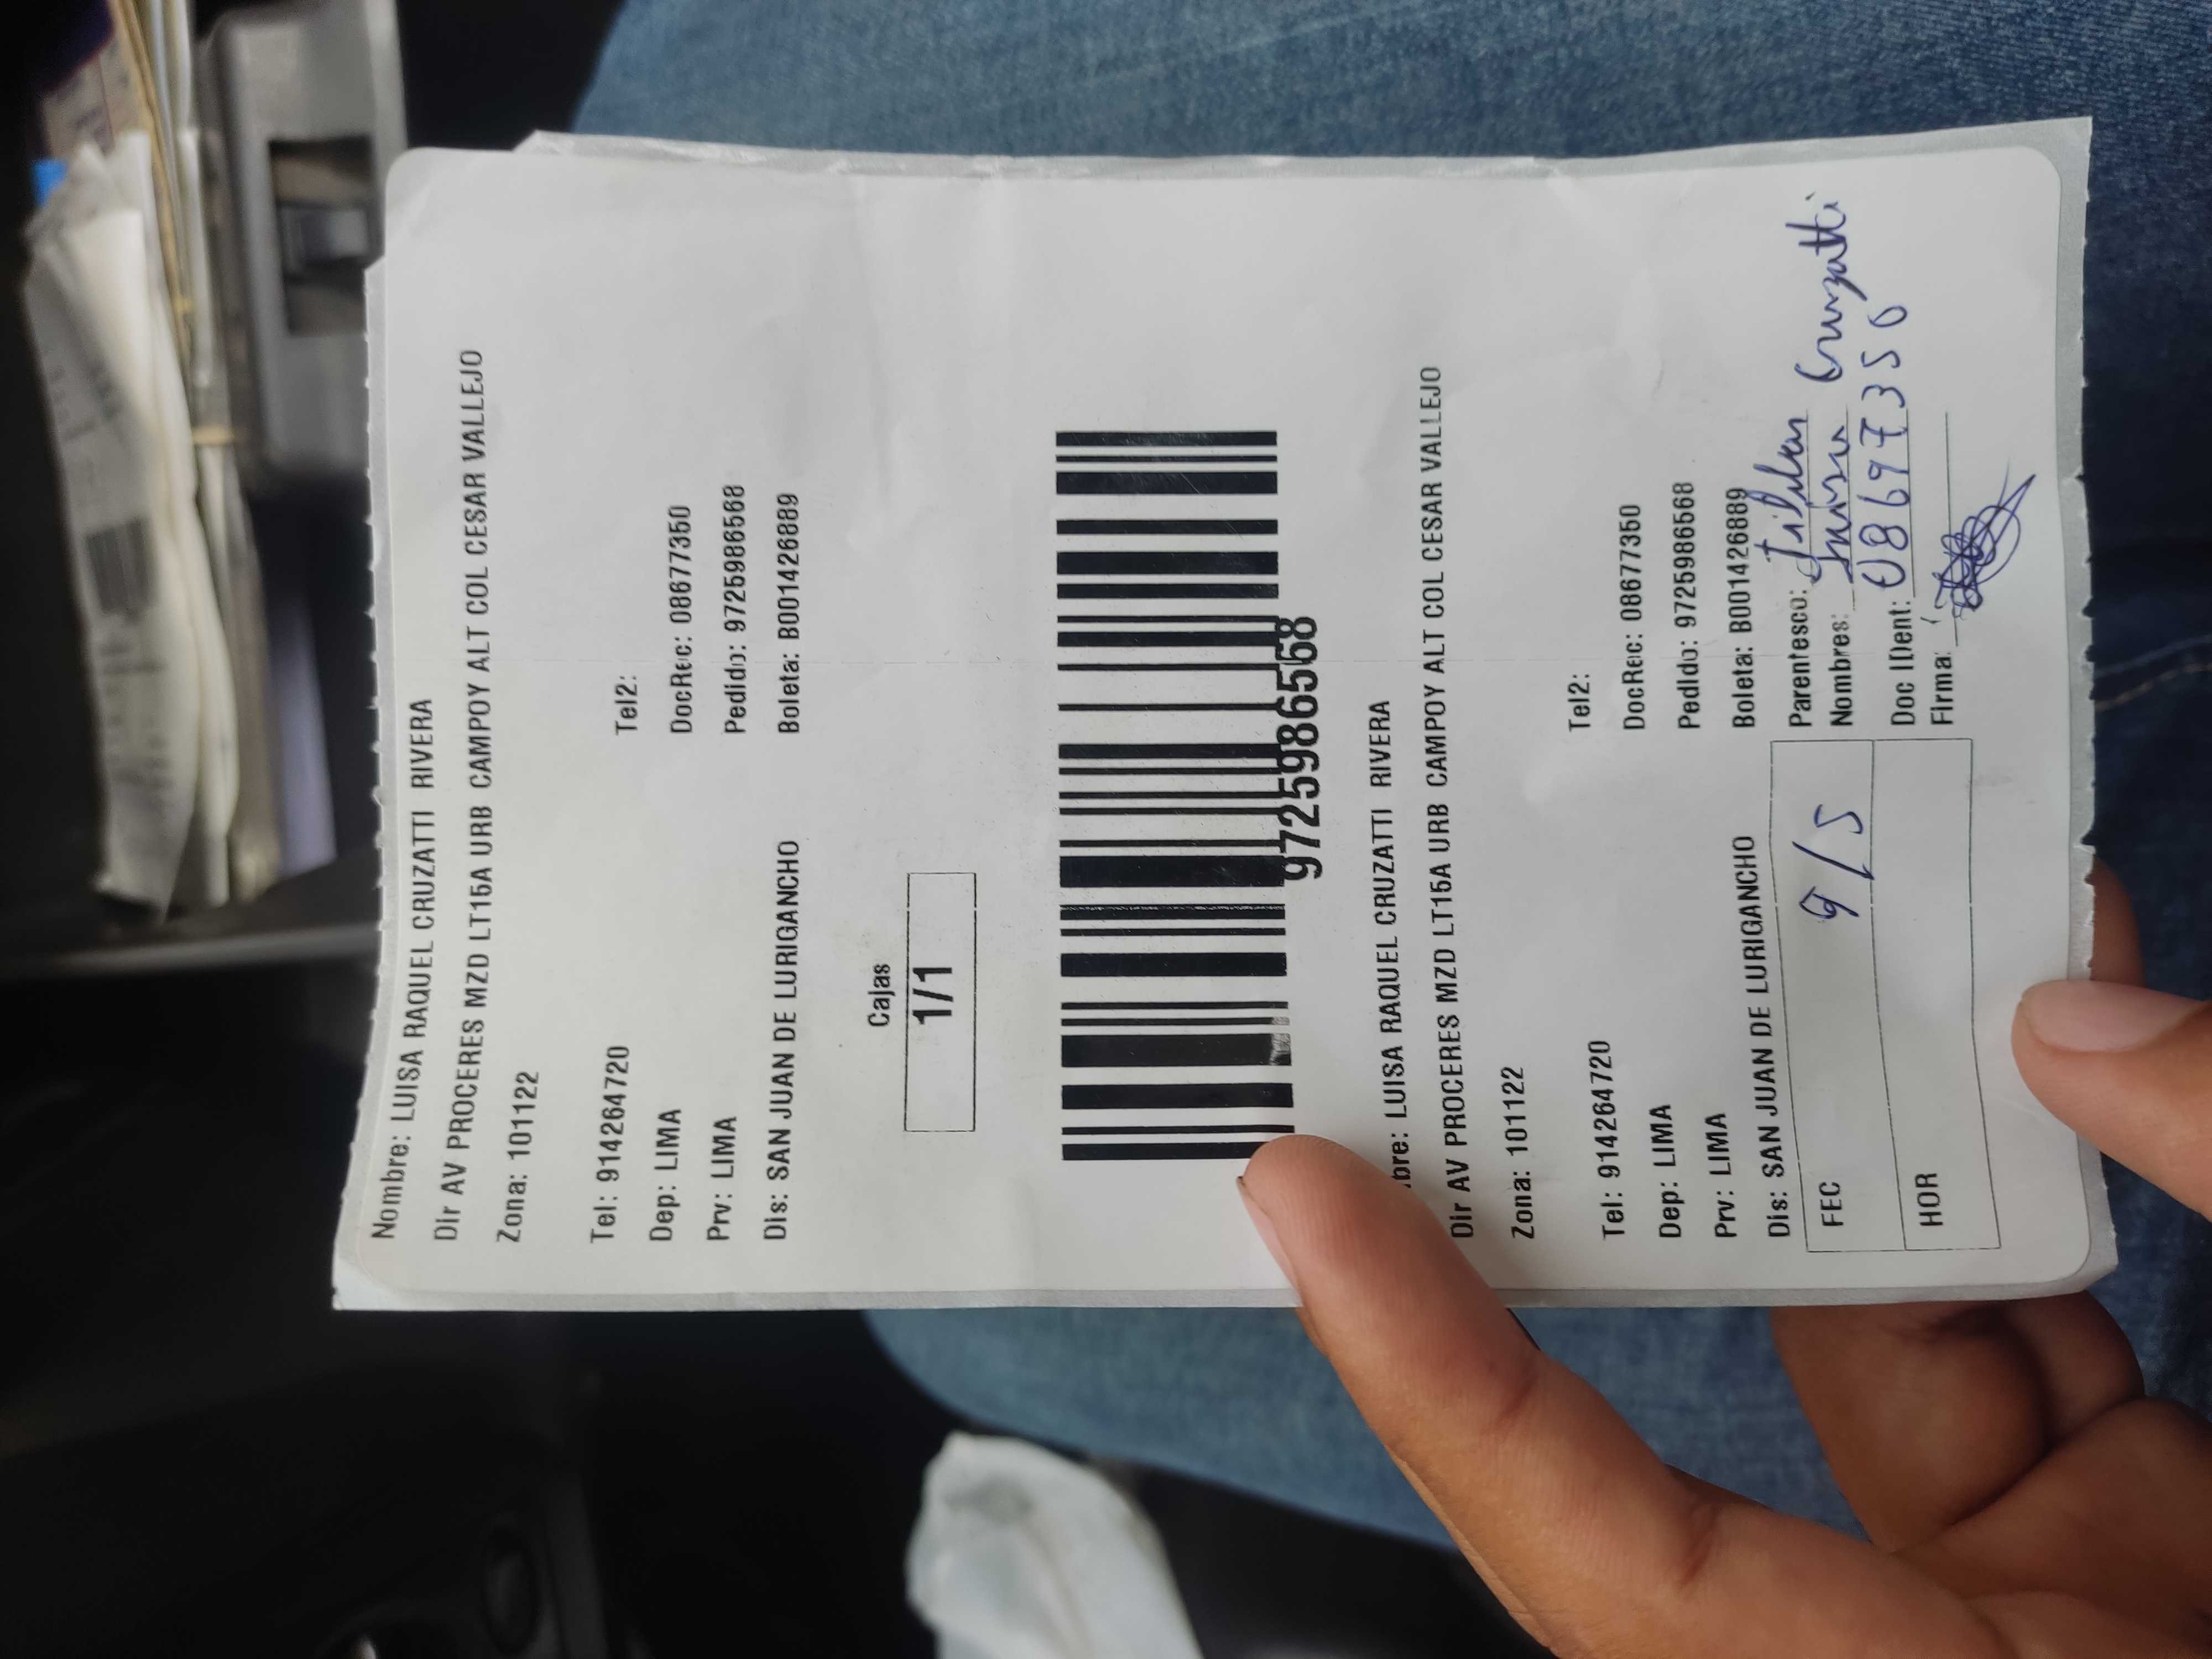 Nombre: LUISA RAQUEL CRUZATTI RIVERA
Dir AV PROCERES MZD LT15A URB CAMPOY ALT COL CESAR VALLEJO
Zona: 101122
Tel: 914264720 Tel2:
Dep: LIMA DocRec: 08677350
Prv: LIMA Pedido: 9725986568
Dis: SAN JUAN DE LURIGANCHO Boleta: B001426889
Cajas
1/1
9725986568
bre: LUISA RAQUEL CRUZATTI RIVERA
Dir AV PROCERES MZD LT15A URB CAMPOY ALT COL CESAR VALLEJO
Zona: 101122
Tel: 914264720 Tel2:
Dep: LIMA DocRec: 08677350
Prv: LIMA Pedido: 9725986568
Dis: SAN JUAN DE LURIGANCHO Boleta: B001426889
FEC 9/5
Parentesco: titular
Nombres: Luisa Cruzatti
HOR
Doc IDent:
Firma: